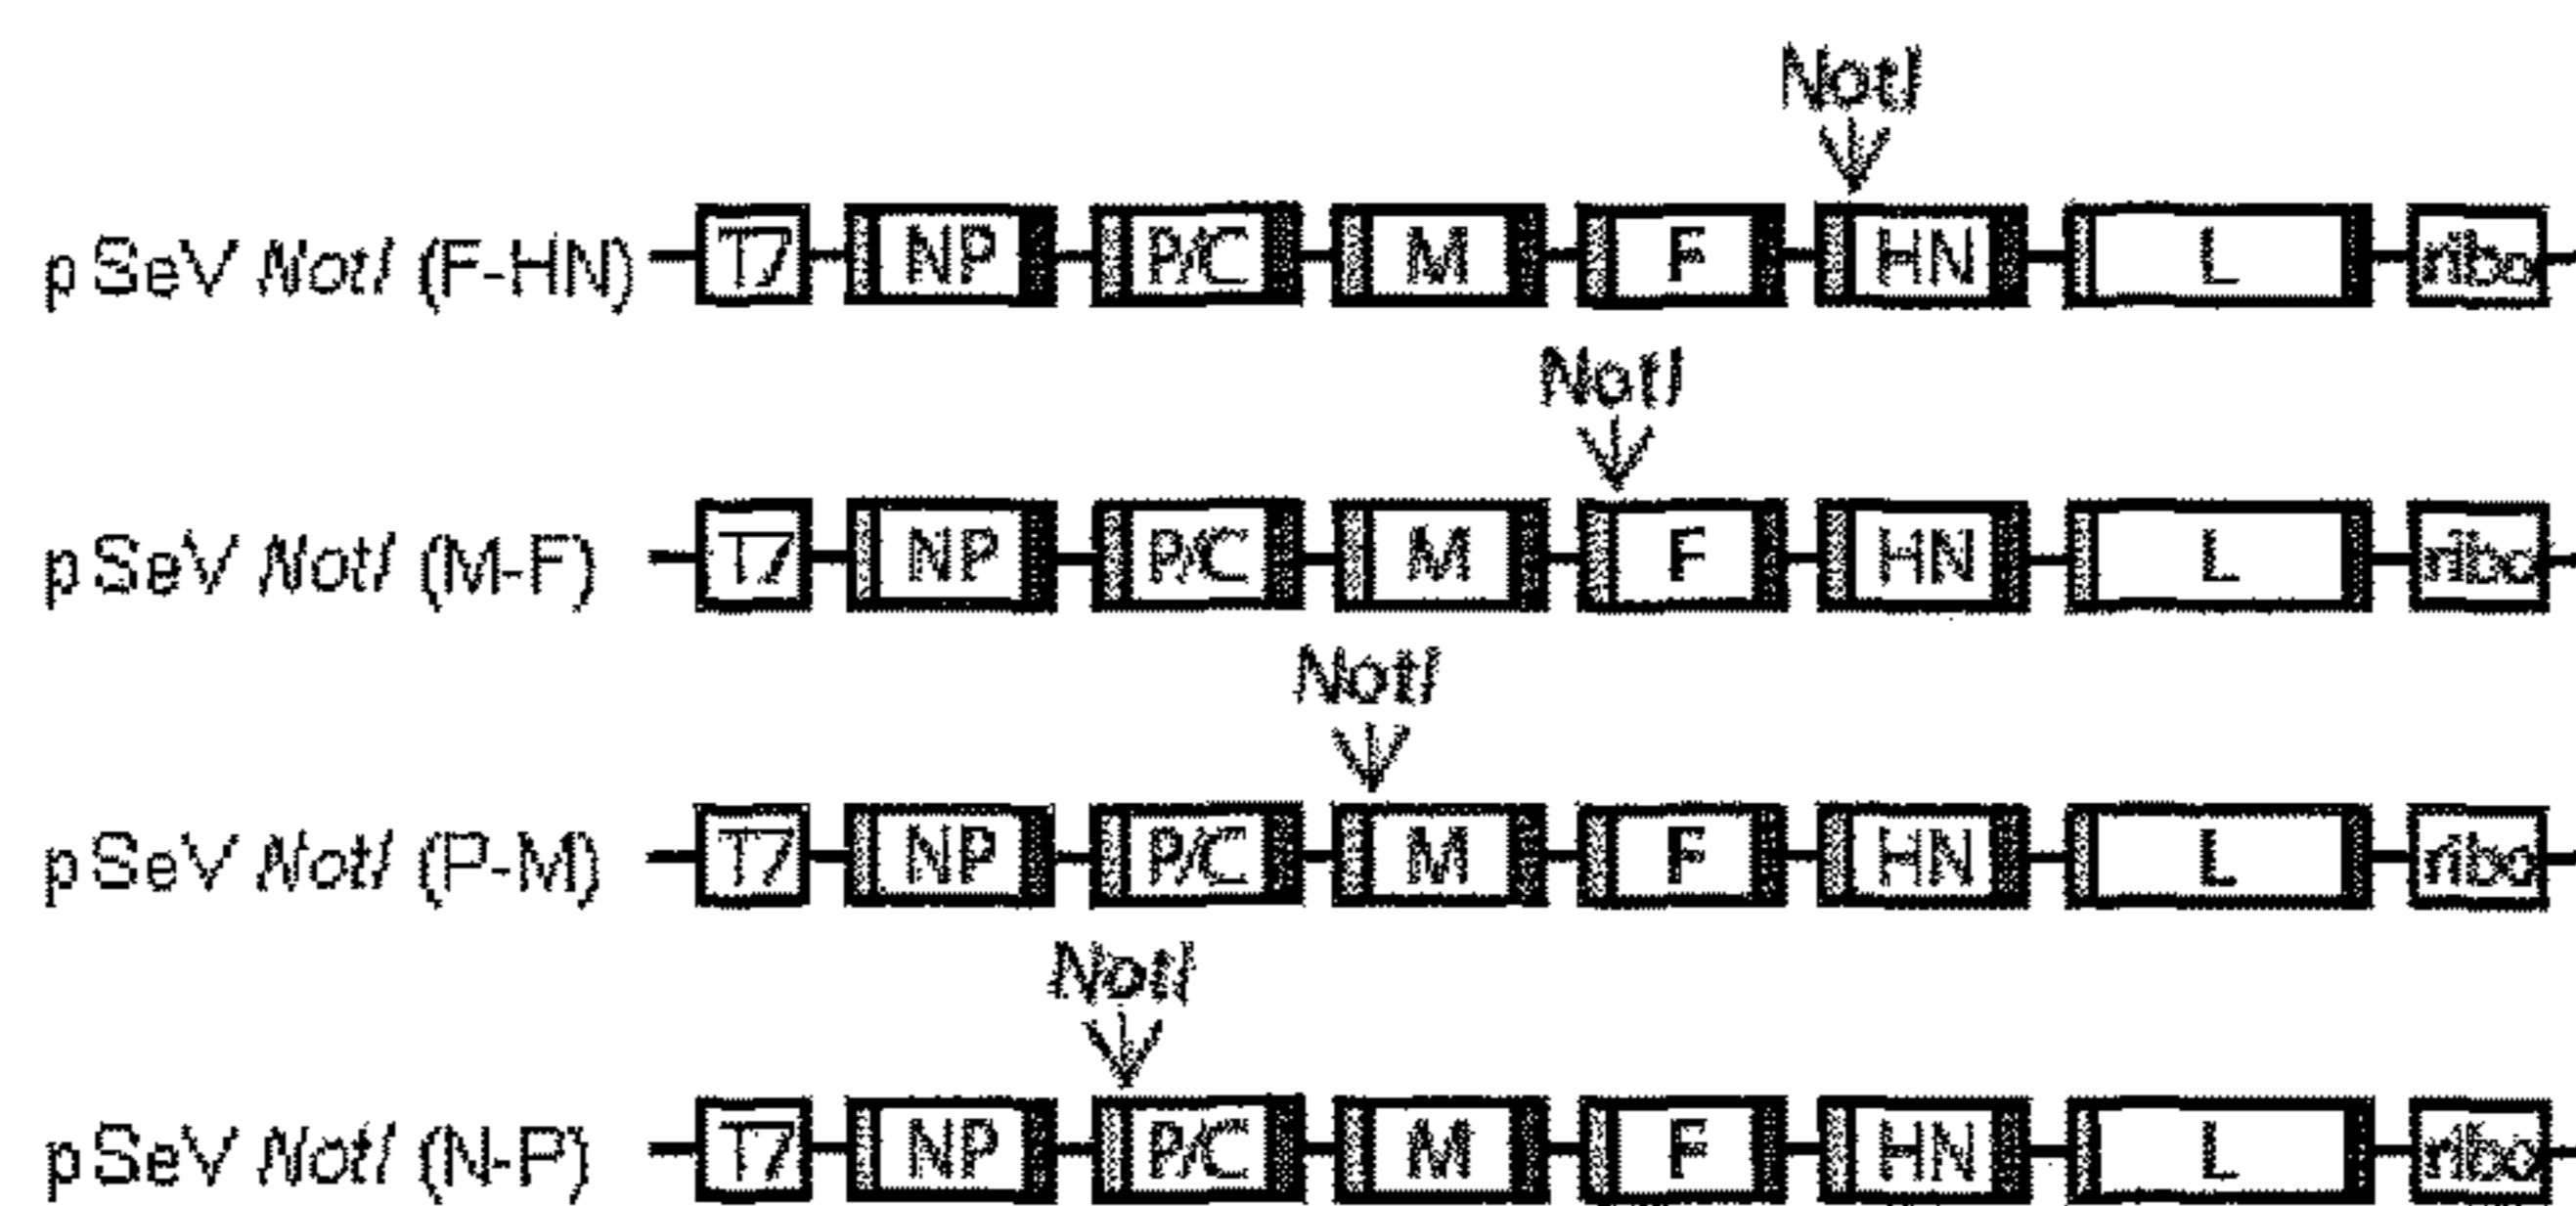 NotI
pSeV NotI (F-HN) T7 NP P/C M F HN L ribo
NotI
pSeV NotI (M-F) T7 NP P/C M F HN L ribo
NotI
pSeV NotI (P-M) T7 NP P/C M F HN L ribo
NotI
pSeV NotI (N-P) T7 NP P/C M F HN L ribo